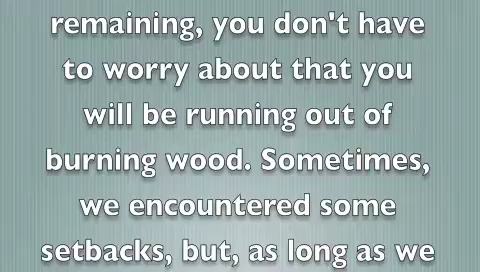 remaining, you don't have
to worry about that you
will be running out of
burning wood. Sometimes,
we encountered some
setbacks, but, as long as we